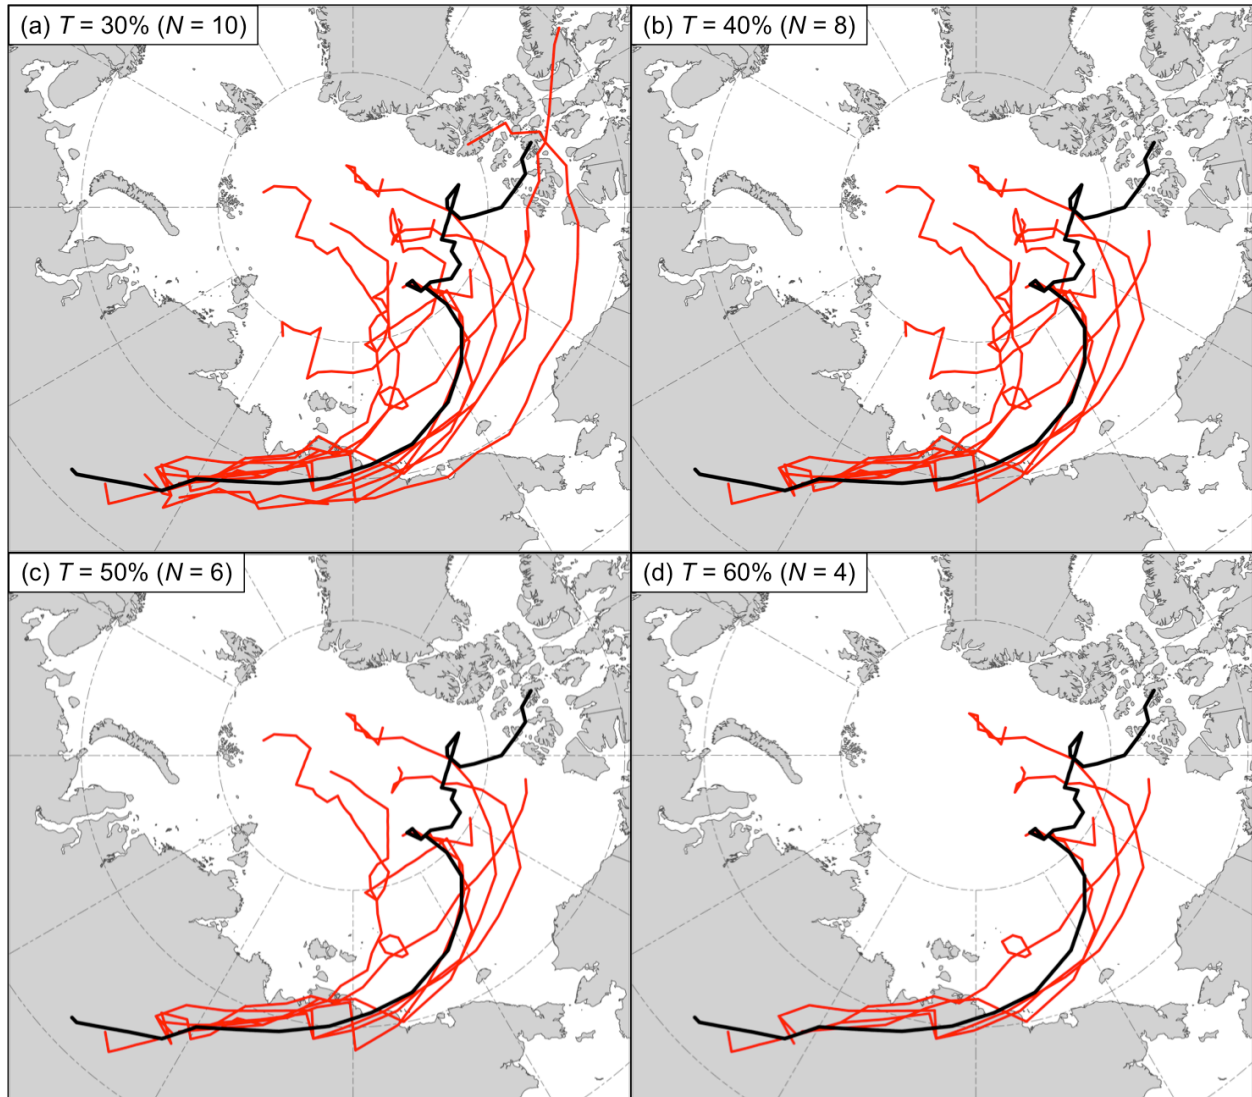 (a) T = 30% (N = 10)
(b) T = 40% (N = 8)
(c) T = 50% (N = 6)
(d) T = 60% (N = 4)